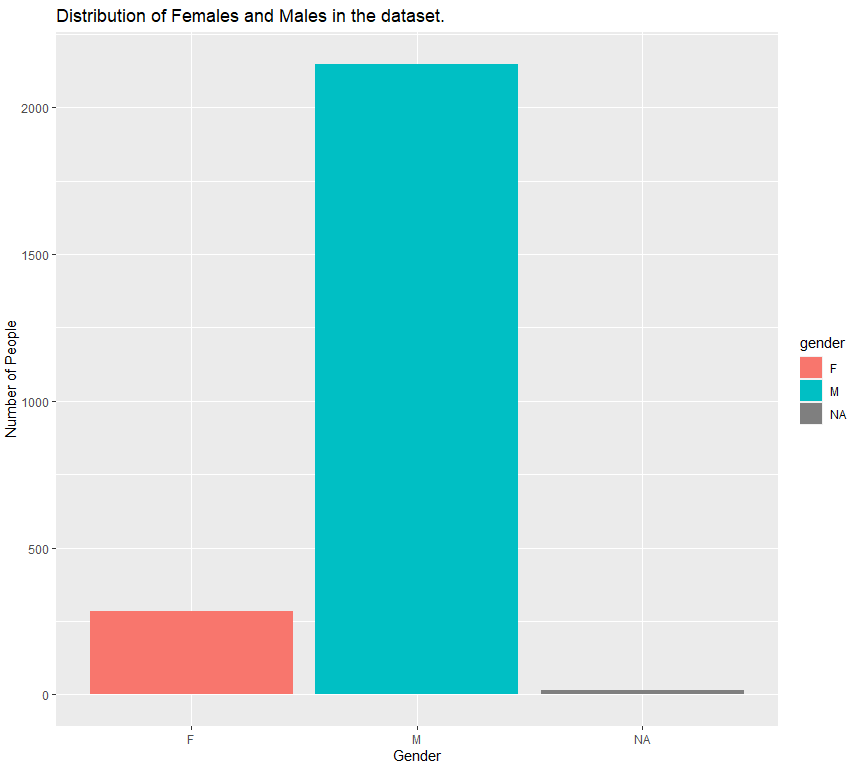 Distribution of Females and Males in the dataset.
Number of People
2000
1500
1000
500
0
F
M
NA
Gender
gender
F
M
NA